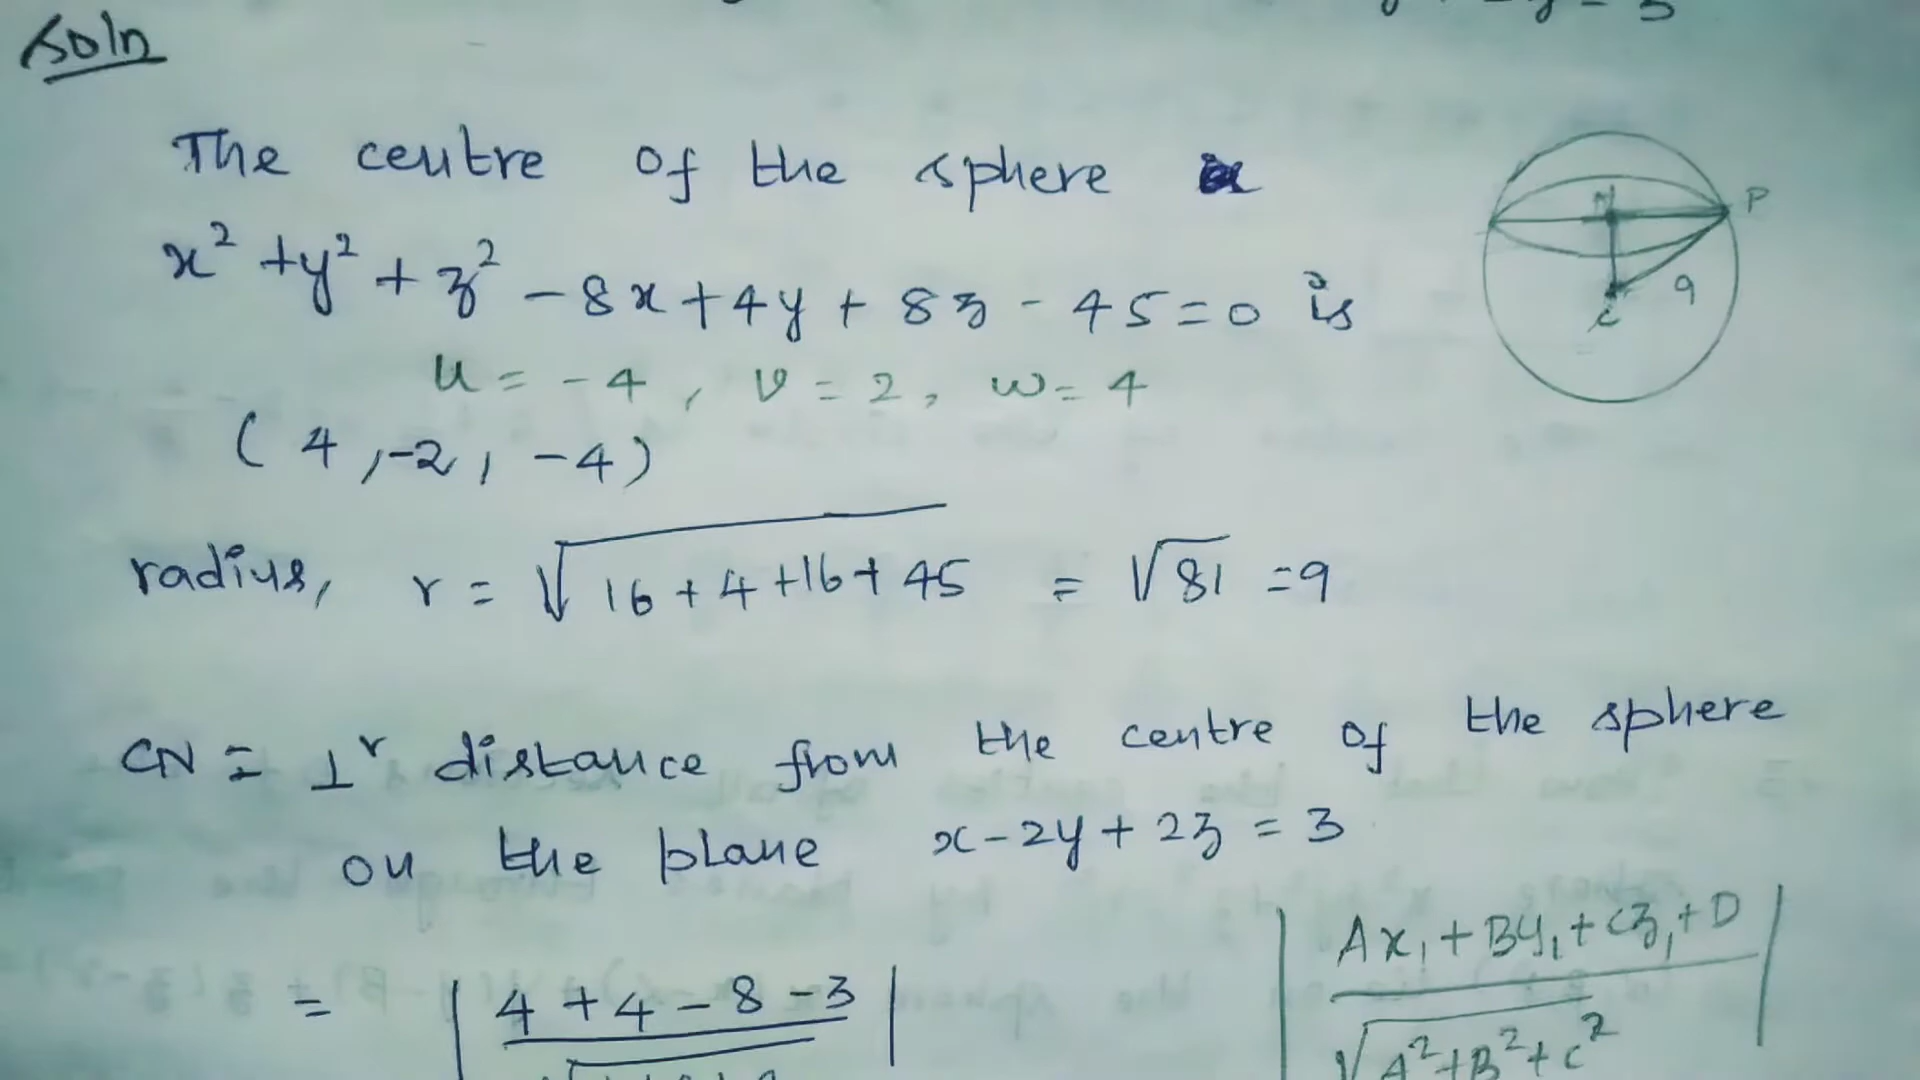 Soln
The centre of the sphere
x² + y² + z² - 8x + 4y + 8z - 45 = 0 is
u = -4, v = 2, w = 4
(4, -2, -4)
radius, r = √16 + 4 + 16 + 45 = √81 = 9
P
N
C
9
CN = ⊥r distance from the centre of the sphere
on the plane x - 2y + 2z = 3
= | 4 + 4 - 8 - 3 |
| Ax₁ + By₁ + Cz₁ + D |
√A² + B² + C²